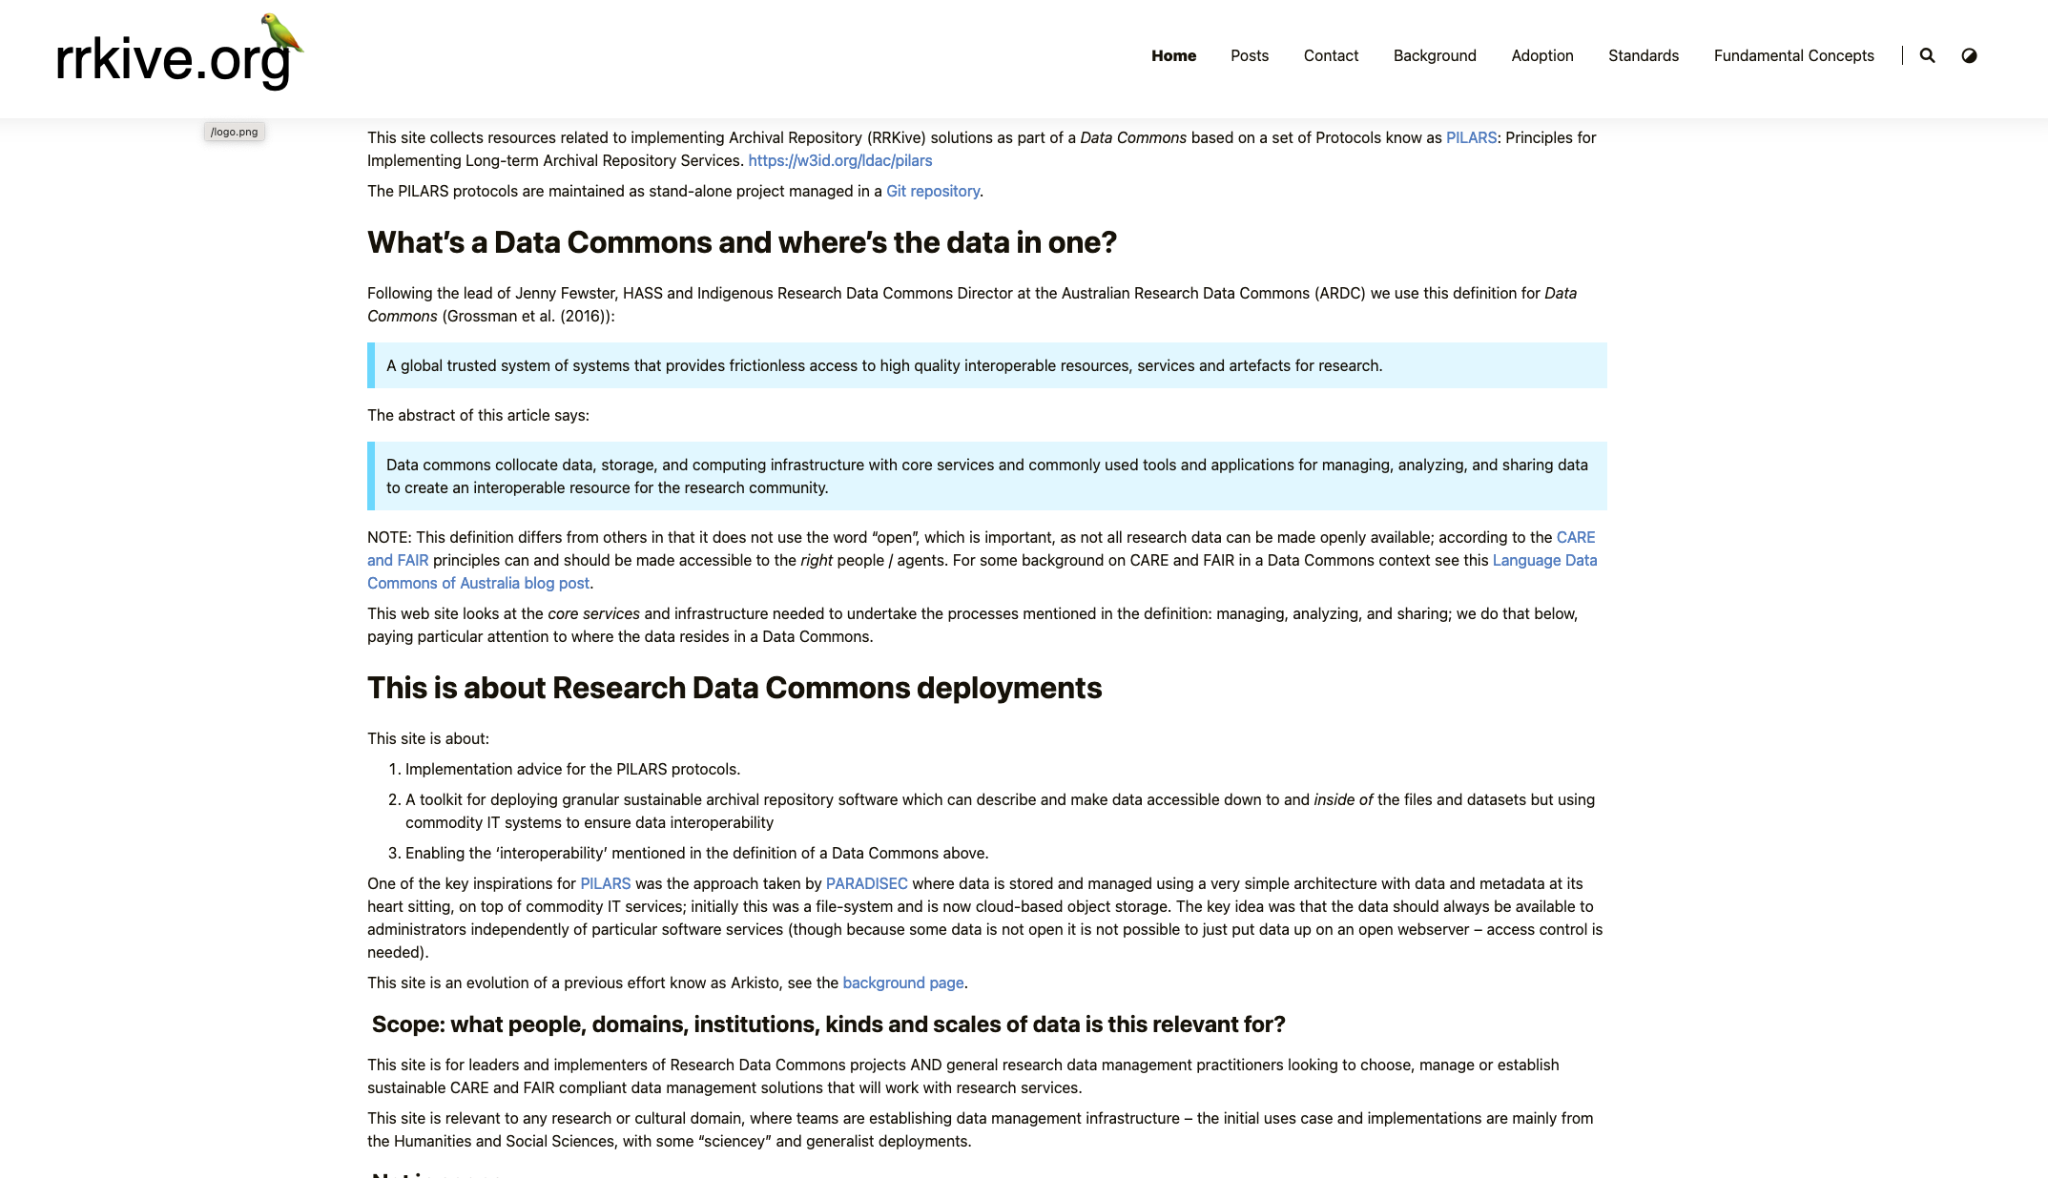 rrkive.org
Home Posts Contact Background Adoption Standards Fundamental Concepts
/logo.png
This site collects resources related to implementing Archival Repository (RRKive) solutions as part of a Data Commons based on a set of Protocols know as PILARS: Principles for
Implementing Long-term Archival Repository Services. https://w3id.org/ldac/pilars
The PILARS protocols are maintained as stand-alone project managed in a Git repository.
What’s a Data Commons and where’s the data in one?
Following the lead of Jenny Fewster, HASS and Indigenous Research Data Commons Director at the Australian Research Data Commons (ARDC) we use this definition for Data
Commons (Grossman et al. (2016)):
A global trusted system of systems that provides frictionless access to high quality interoperable resources, services and artefacts for research.
The abstract of this article says:
Data commons collocate data, storage, and computing infrastructure with core services and commonly used tools and applications for managing, analyzing, and sharing data
to create an interoperable resource for the research community.
NOTE: This definition differs from others in that it does not use the word “open”, which is important, as not all research data can be made openly available; according to the CARE
and FAIR principles can and should be made accessible to the right people / agents. For some background on CARE and FAIR in a Data Commons context see this Language Data
Commons of Australia blog post.
This web site looks at the core services and infrastructure needed to undertake the processes mentioned in the definition: managing, analyzing, and sharing; we do that below,
paying particular attention to where the data resides in a Data Commons.
This is about Research Data Commons deployments
This site is about:
1. Implementation advice for the PILARS protocols.
2. A toolkit for deploying granular sustainable archival repository software which can describe and make data accessible down to and inside of the files and datasets but using
commodity IT systems to ensure data interoperability
3. Enabling the ‘interoperability’ mentioned in the definition of a Data Commons above.
One of the key inspirations for PILARS was the approach taken by PARADISEC where data is stored and managed using a very simple architecture with data and metadata at its
heart sitting, on top of commodity IT services; initially this was a file-system and is now cloud-based object storage. The key idea was that the data should always be available to
administrators independently of particular software services (though because some data is not open it is not possible to just put data up on an open webserver – access control is
needed).
This site is an evolution of a previous effort know as Arkisto, see the background page.
Scope: what people, domains, institutions, kinds and scales of data is this relevant for?
This site is for leaders and implementers of Research Data Commons projects AND general research data management practitioners looking to choose, manage or establish
sustainable CARE and FAIR compliant data management solutions that will work with research services.
This site is relevant to any research or cultural domain, where teams are establishing data management infrastructure – the initial uses case and implementations are mainly from
the Humanities and Social Sciences, with some “sciencey” and generalist deployments.